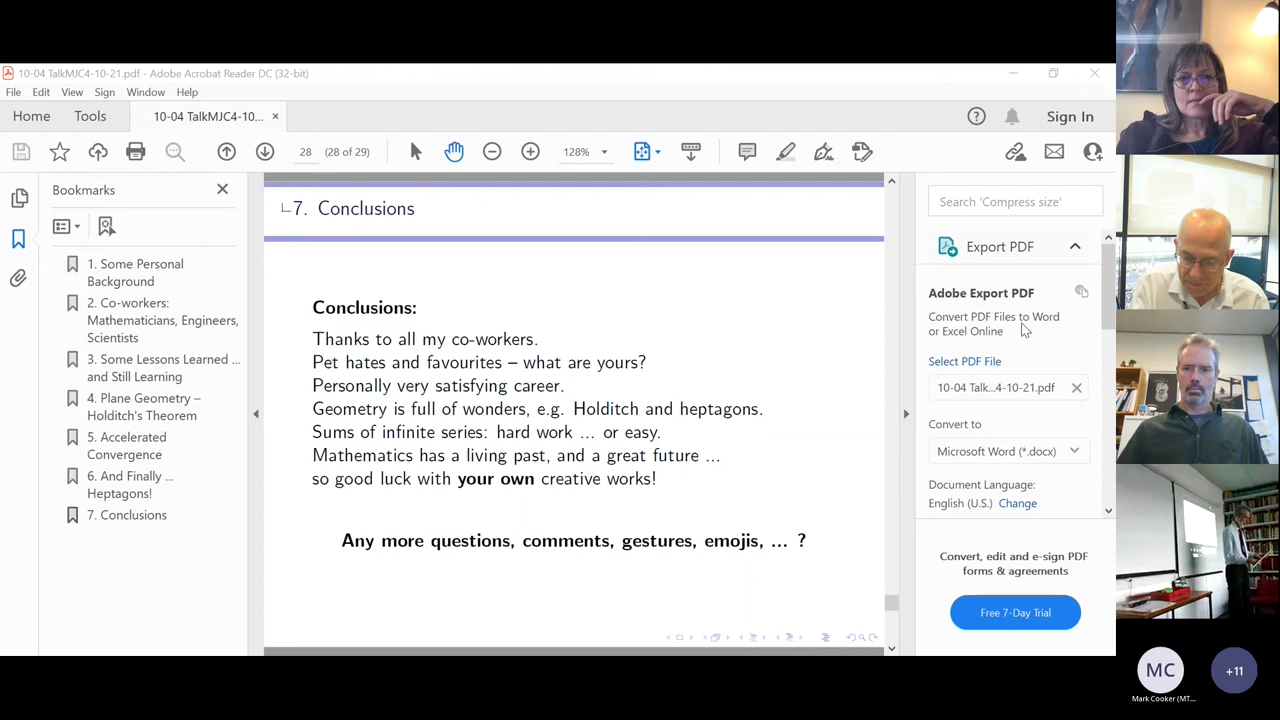 10-04 TalkMJC4-10-21.pdf - Adobe Acrobat Reader DC (32-bit)
File Edit View Sign Window Help
Home Tools 10-04 TalkMJC4-10... × Sign In
28 (28 of 29) 128%
Bookmarks
1. Some Personal
Background
2. Co-workers:
Mathematicians, Engineers,
Scientists
3. Some Lessons Learned ...
and Still Learning
4. Plane Geometry –
Holditch's Theorem
5. Accelerated
Convergence
6. And Finally ...
Heptagons!
7. Conclusions
7. Conclusions
Conclusions:
Thanks to all my co-workers.
Pet hates and favourites – what are yours?
Personally very satisfying career.
Geometry is full of wonders, e.g. Holditch and heptagons.
Sums of infinite series: hard work ... or easy.
Mathematics has a living past, and a great future ...
so good luck with your own creative works!
Any more questions, comments, gestures, emojis, ... ?
Search 'Compress size'
Export PDF
Adobe Export PDF
Convert PDF Files to Word
or Excel Online
Select PDF File
10-04 Talk...4-10-21.pdf
Convert to
Microsoft Word (*.docx)
Document Language:
English (U.S.) Change
Convert, edit and e-sign PDF
forms & agreements
Free 7-Day Trial
MC
+11
Mark Cooker (MT...